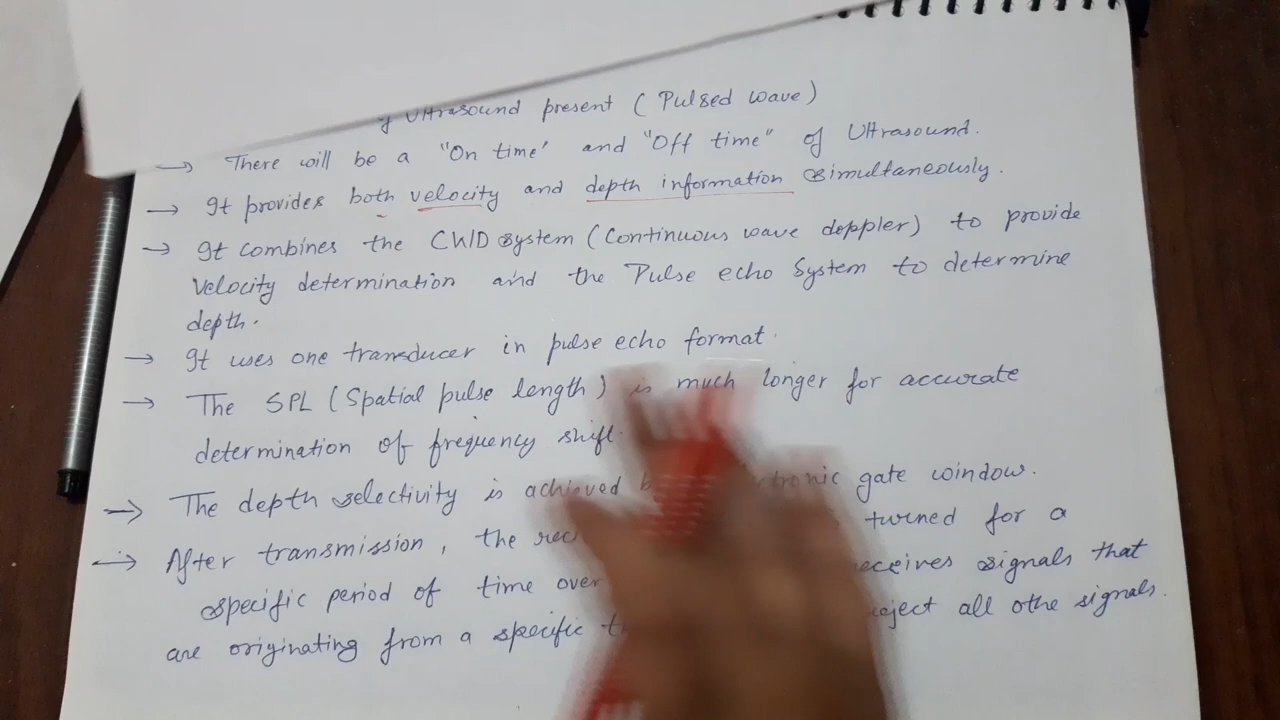 Ultrasound present (Pulsed wave)
→ There will be a "On time' and "Off time" of Ultrasound.
→ It provides both velocity and depth information simultaneously.
→ It combines the CWD system (Continuous wave doppler) to provide
Velocity determination and the Pulse echo System to determine
depth.
→ It uses one transducer in pulse echo format.
→ The SPL (Spatial pulse length) is much longer for accurate
determination of frequency shift.
→ The depth selectivity is achieved gate window.
→ After transmission, the turned for a
specific period of time over signals that
are originating from a specific all othe signals.